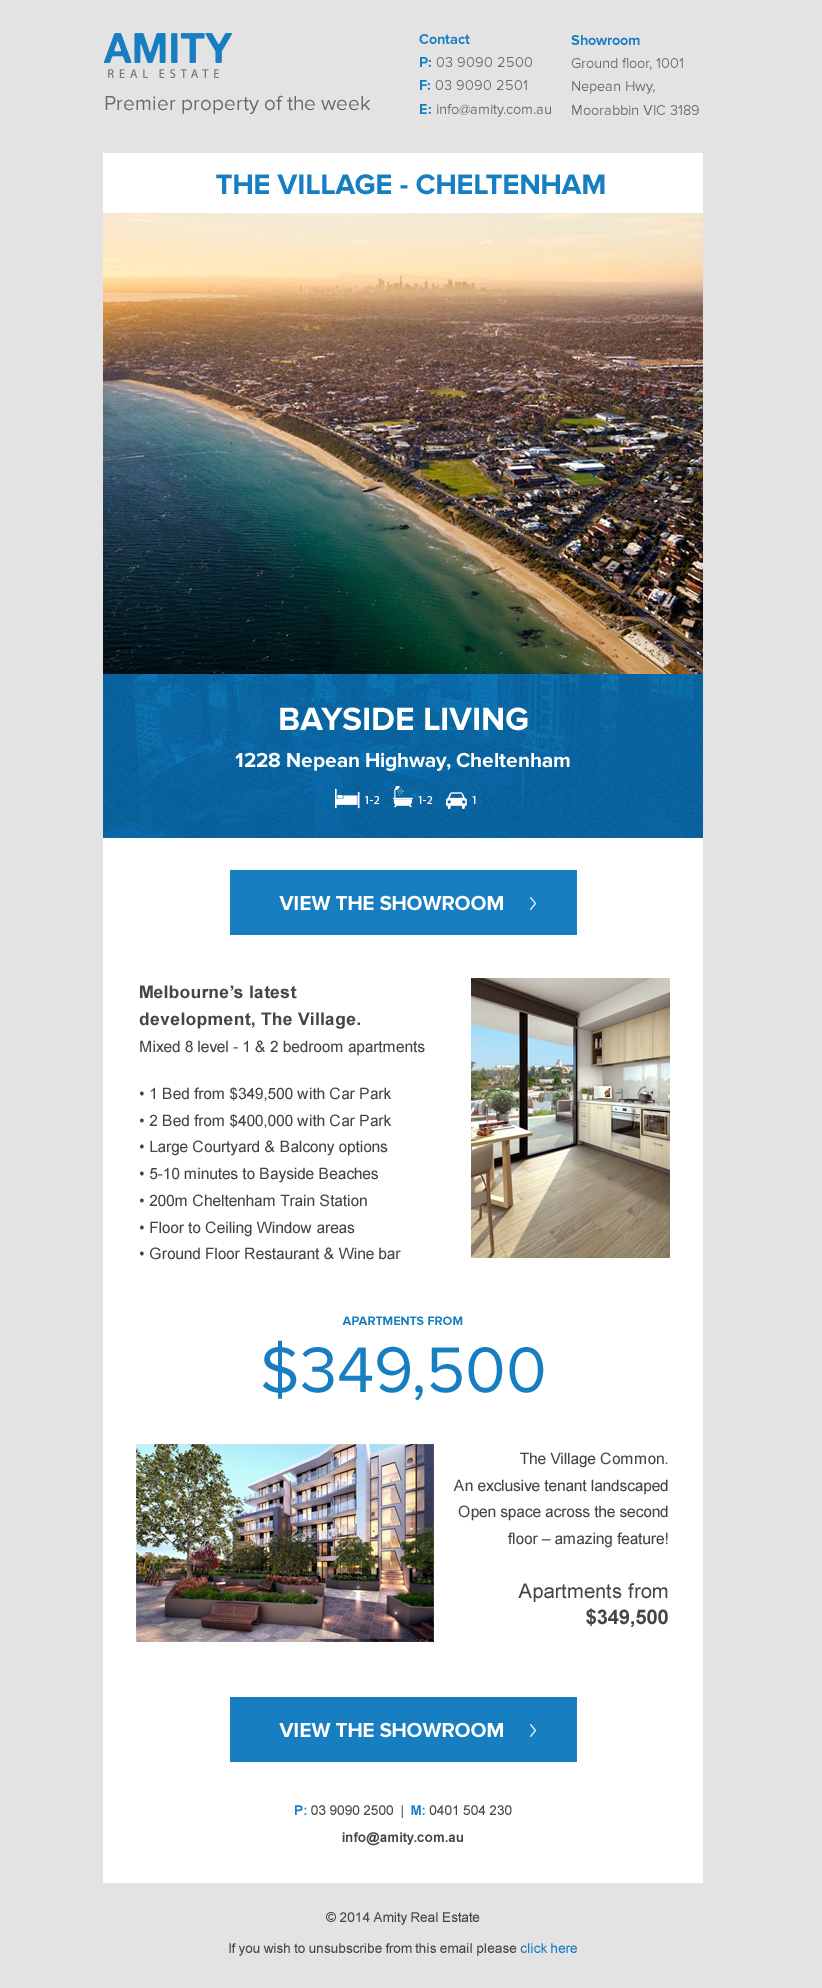 AMITY
REAL ESTATE
Premier property of the week
Contact
P: 03 9090 2500
F: 03 9090 2501
E: info@amity.com.au
Showroom
Ground floor, 1001
Nepean Hwy,
Moorabbin VIC 3189
THE VILLAGE - CHELTENHAM
BAYSIDE LIVING
1228 Nepean Highway, Cheltenham
1-2 1-2 1
VIEW THE SHOWROOM
Melbourne’s latest
development, The Village.
Mixed 8 level - 1 & 2 bedroom apartments
• 1 Bed from $349,500 with Car Park
• 2 Bed from $400,000 with Car Park
• Large Courtyard & Balcony options
• 5-10 minutes to Bayside Beaches
• 200m Cheltenham Train Station
• Floor to Ceiling Window areas
• Ground Floor Restaurant & Wine bar
APARTMENTS FROM
$349,500
The Village Common.
An exclusive tenant landscaped
Open space across the second
floor – amazing feature!
Apartments from
$349,500
VIEW THE SHOWROOM
P: 03 9090 2500 | M: 0401 504 230
info@amity.com.au
© 2014 Amity Real Estate
If you wish to unsubscribe from this email please click here